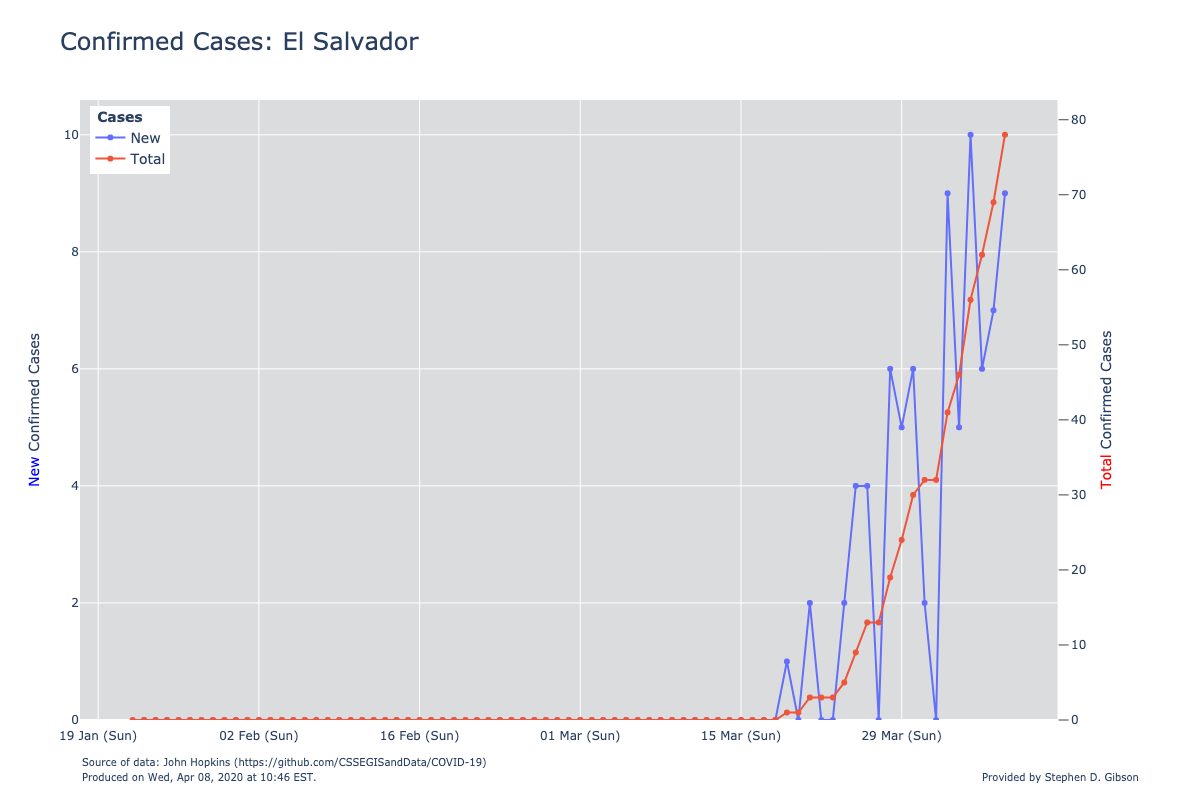 Confirmed Cases: El Salvador
Cases
New
Total
10
8
6
4
2
0
New Confirmed Cases
80
70
60
50
40
30
20
10
0
Total Confirmed Cases
19 Jan (Sun)
02 Feb (Sun)
16 Feb (Sun)
01 Mar (Sun)
15 Mar (Sun)
29 Mar (Sun)
Source of data: John Hopkins (https://github.com/CSSEGISandData/COVID-19)
Produced on Wed, Apr 08, 2020 at 10:46 EST.
Provided by Stephen D. Gibson